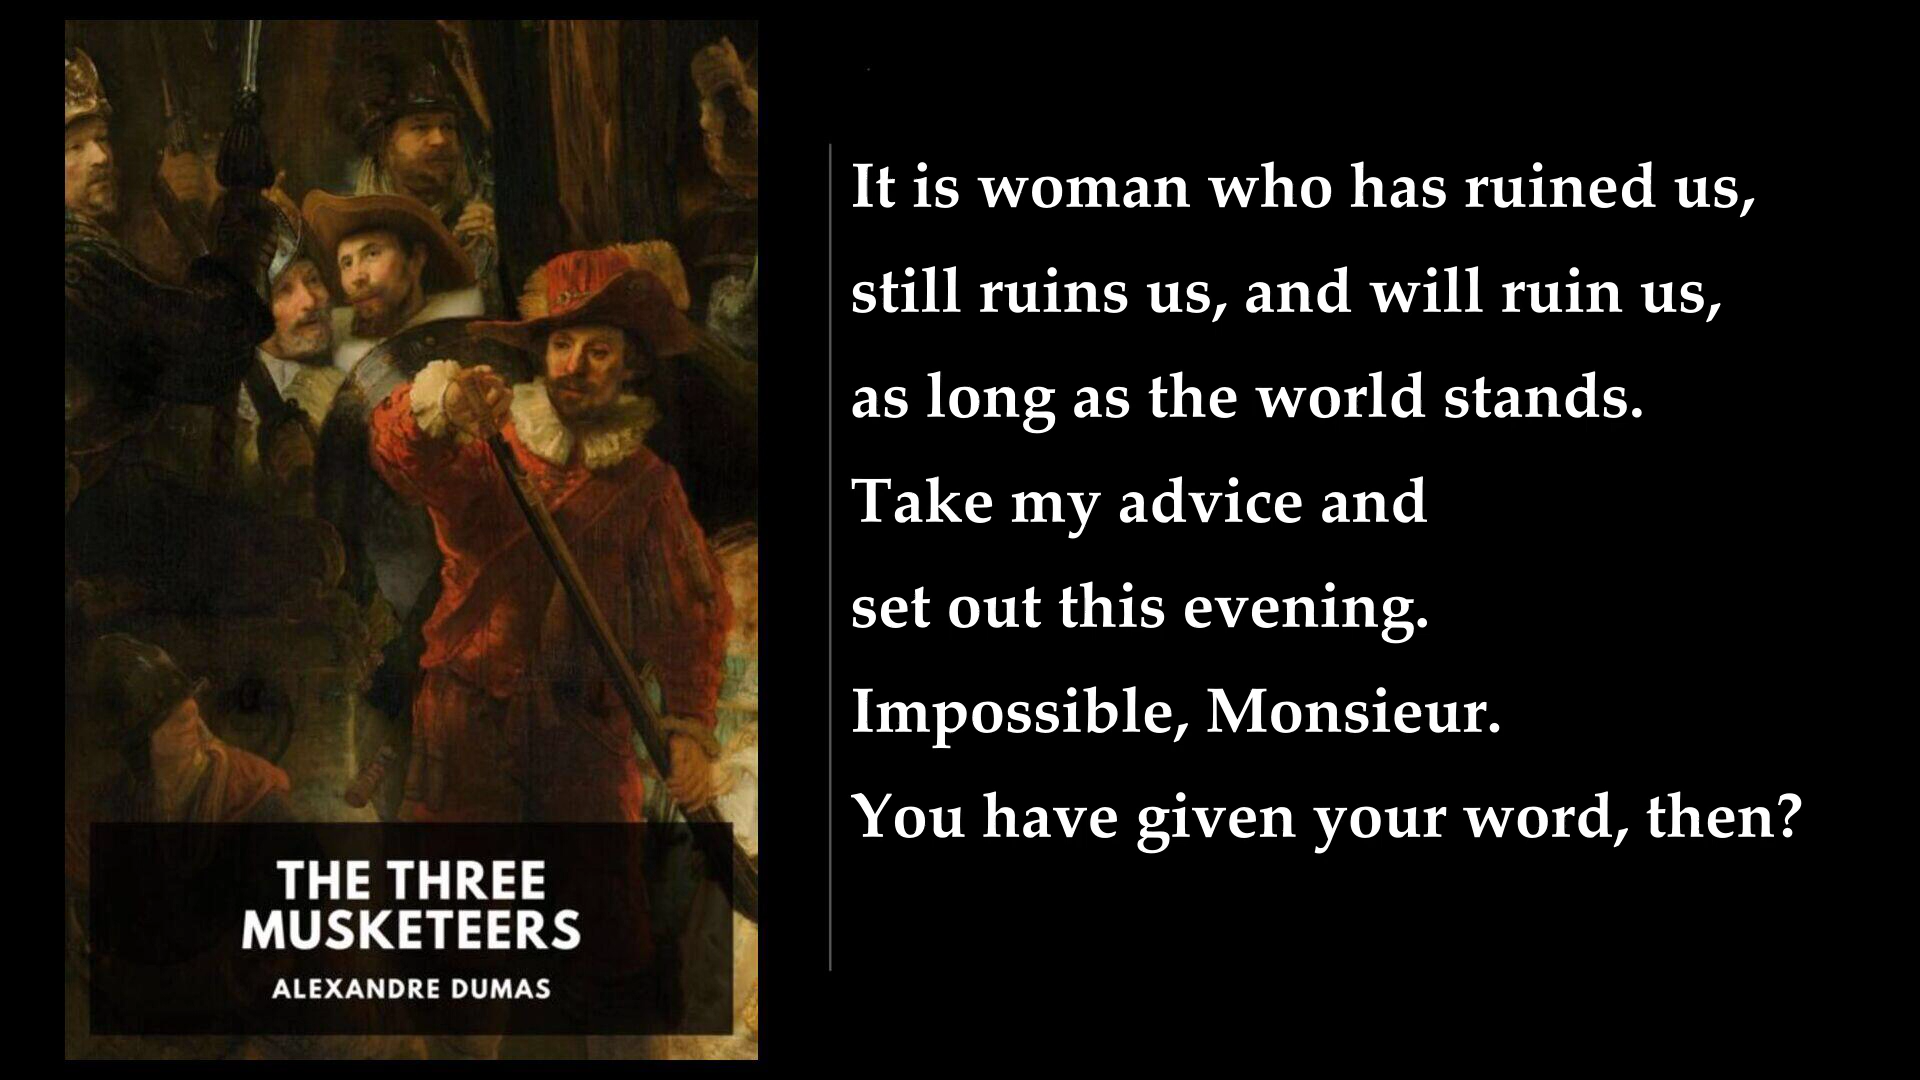 THE THREE
MUSKETEERS
ALEXANDRE DUMAS
It is woman who has ruined us,
still ruins us, and will ruin us,
as long as the world stands.
Take my advice and
set out this evening.
Impossible, Monsieur.
You have given your word, then?